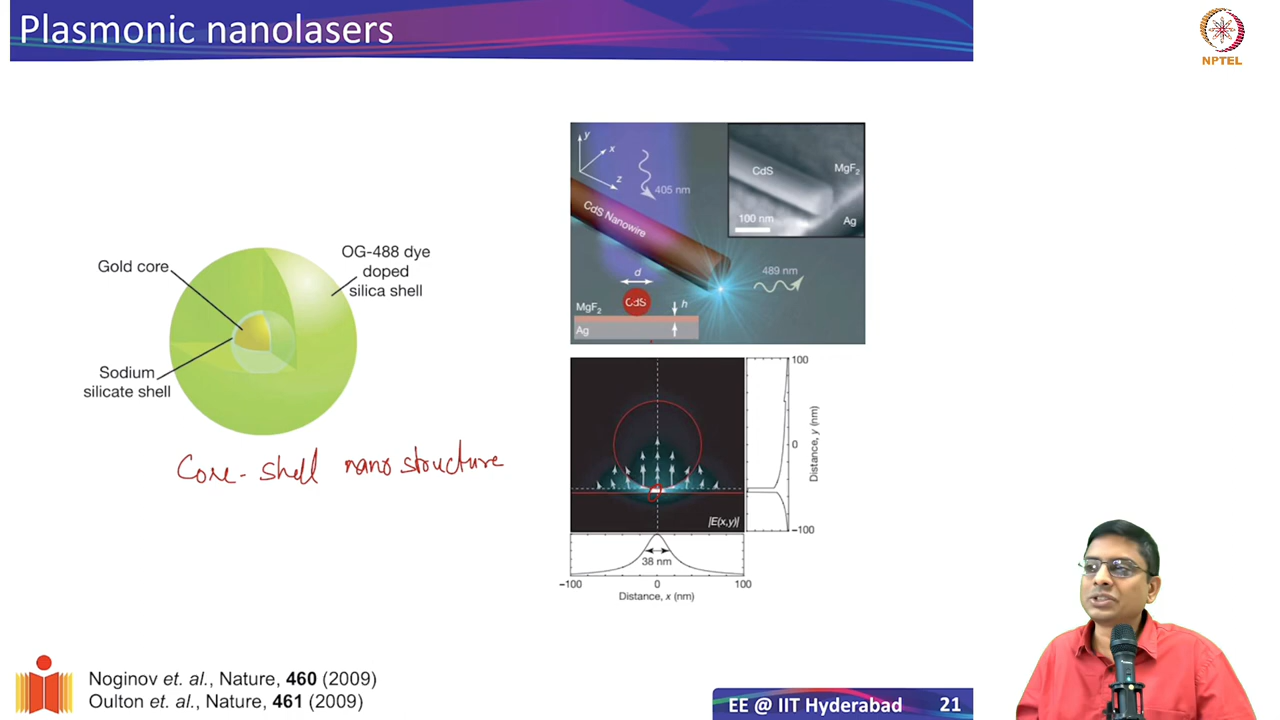 Plasmonic nanolasers
NPTEL
Gold core
OG-488 dye
doped
silica shell
Sodium
silicate shell
Core-shell nanostructure
y
x
z
405 nm
CdS Nanowire
CdS
MgF2
100 nm
Ag
489 nm
d
CdS
h
MgF2
Ag
|E(x,y)|
100
0
-100
Distance, y (nm)
38 nm
-100 0 100
Distance, x (nm)
Noginov et. al., Nature, 460 (2009)
Oulton et. al., Nature, 461 (2009)
EE @ IIT Hyderabad 21